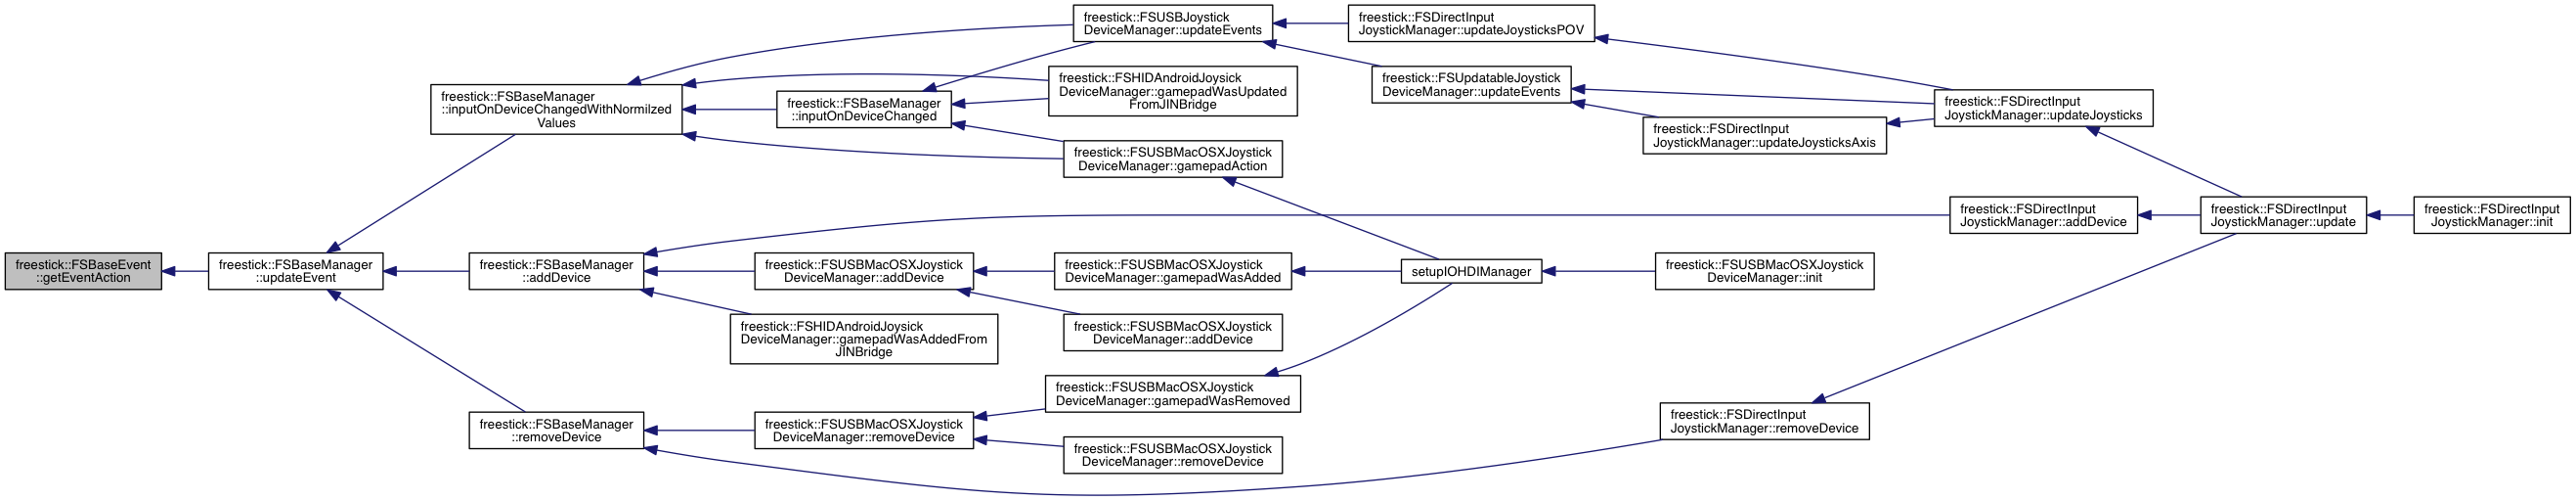 freestick::FSBaseEvent
::getEventAction
freestick::FSBaseManager
::updateEvent
freestick::FSBaseManager
::inputOnDeviceChangedWithNormilzed
Values
freestick::FSBaseManager
::addDevice
freestick::FSBaseManager
::removeDevice
freestick::FSUSBJoystick
DeviceManager::updateEvents
freestick::FSHIDAndroidJoysick
DeviceManager::gamepadWasUpdated
FromJINBridge
freestick::FSBaseManager
::inputOnDeviceChanged
freestick::FSUSBMacOSXJoystick
DeviceManager::gamepadAction
freestick::FSUSBMacOSXJoystick
DeviceManager::addDevice
freestick::FSHIDAndroidJoysick
DeviceManager::gamepadWasAddedFrom
JINBridge
freestick::FSUSBMacOSXJoystick
DeviceManager::removeDevice
freestick::FSUSBMacOSXJoystick
DeviceManager::gamepadWasAdded
freestick::FSUSBMacOSXJoystick
DeviceManager::addDevice
freestick::FSUSBMacOSXJoystick
DeviceManager::gamepadWasRemoved
freestick::FSUSBMacOSXJoystick
DeviceManager::removeDevice
freestick::FSDirectInput
JoystickManager::updateJoysticksPOV
freestick::FSUpdatableJoystick
DeviceManager::updateEvents
freestick::FSDirectInput
JoystickManager::updateJoysticksAxis
setupIOHDIManager
freestick::FSUSBMacOSXJoystick
DeviceManager::init
freestick::FSDirectInput
JoystickManager::removeDevice
freestick::FSDirectInput
JoystickManager::updateJoysticks
freestick::FSDirectInput
JoystickManager::addDevice
freestick::FSDirectInput
JoystickManager::update
freestick::FSDirectInput
JoystickManager::init